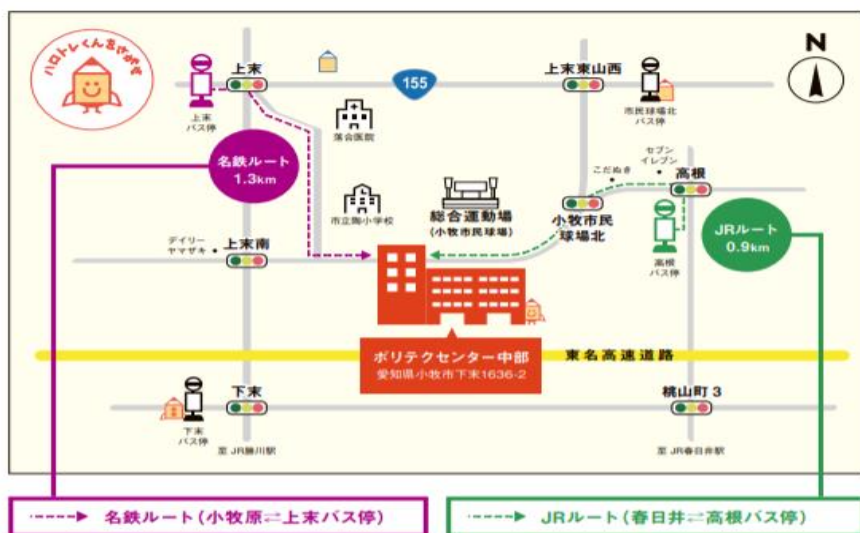 ハロトレくんをさがせ
上末
155
上末東山西
N
上末
バス停
落合医院
市民球場北
バス停
名鉄ルート
1.3km
セブン
イレブン
こだぬき
高根
市立陶小学校
総合運動場
(小牧市民球場)
小牧市民
球場北
JRルート
0.9km
デイリー
ヤマザキ
上末南
高根
バス停
ポリテクセンター中部
愛知県小牧市下末1636-2
東名高速道路
下末
桃山町3
下末
バス停
至 JR勝川駅
至 JR春日井駅
名鉄ルート(小牧原⇌上末バス停)
JRルート(春日井⇌高根バス停)